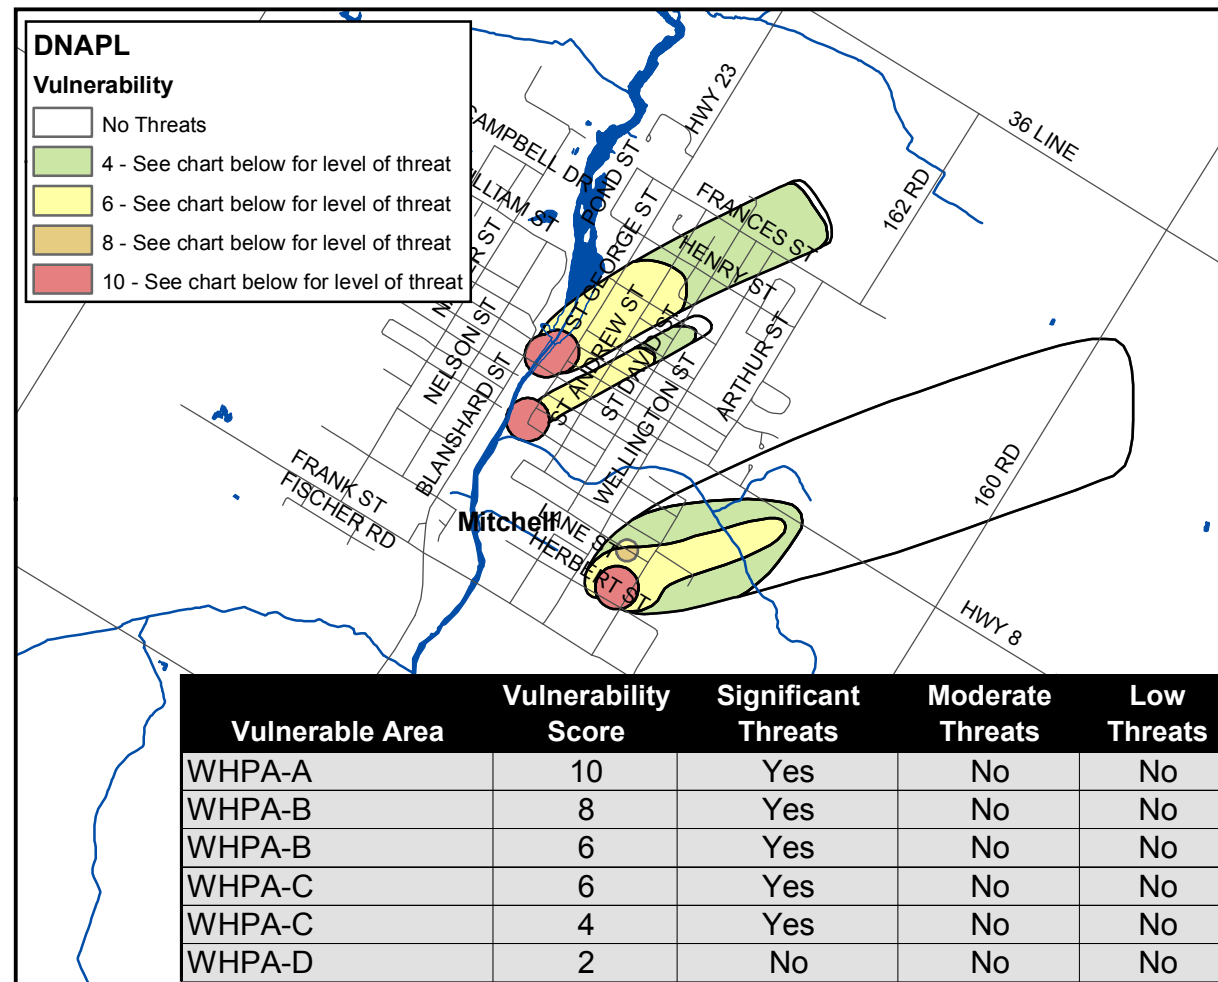 DNAPL
Vulnerability
No Threats
4 - See chart below for level of threat
6 - See chart below for level of threat
8 - See chart below for level of threat
10 - See chart below for level of threat
HWY 23
36 LINE
CAMPBELL DR
POND ST
162 RD
FRANCES ST
ST GEORGE ST
HENRY ST
NELSON ST
ST ANDREW ST
ST DAVID ST
ARTHUR ST
BLANSHARD ST
WELLINGTON ST
160 RD
FRANK ST
FISCHER RD
Mitchell
HERBERT ST
HWY 8
Vulnerable Area Vulnerability Score Significant Threats Moderate Threats Low Threats
WHPA-A 10 Yes No No
WHPA-B 8 Yes No No
WHPA-B 6 Yes No No
WHPA-C 6 Yes No No
WHPA-C 4 Yes No No
WHPA-D 2 No No No